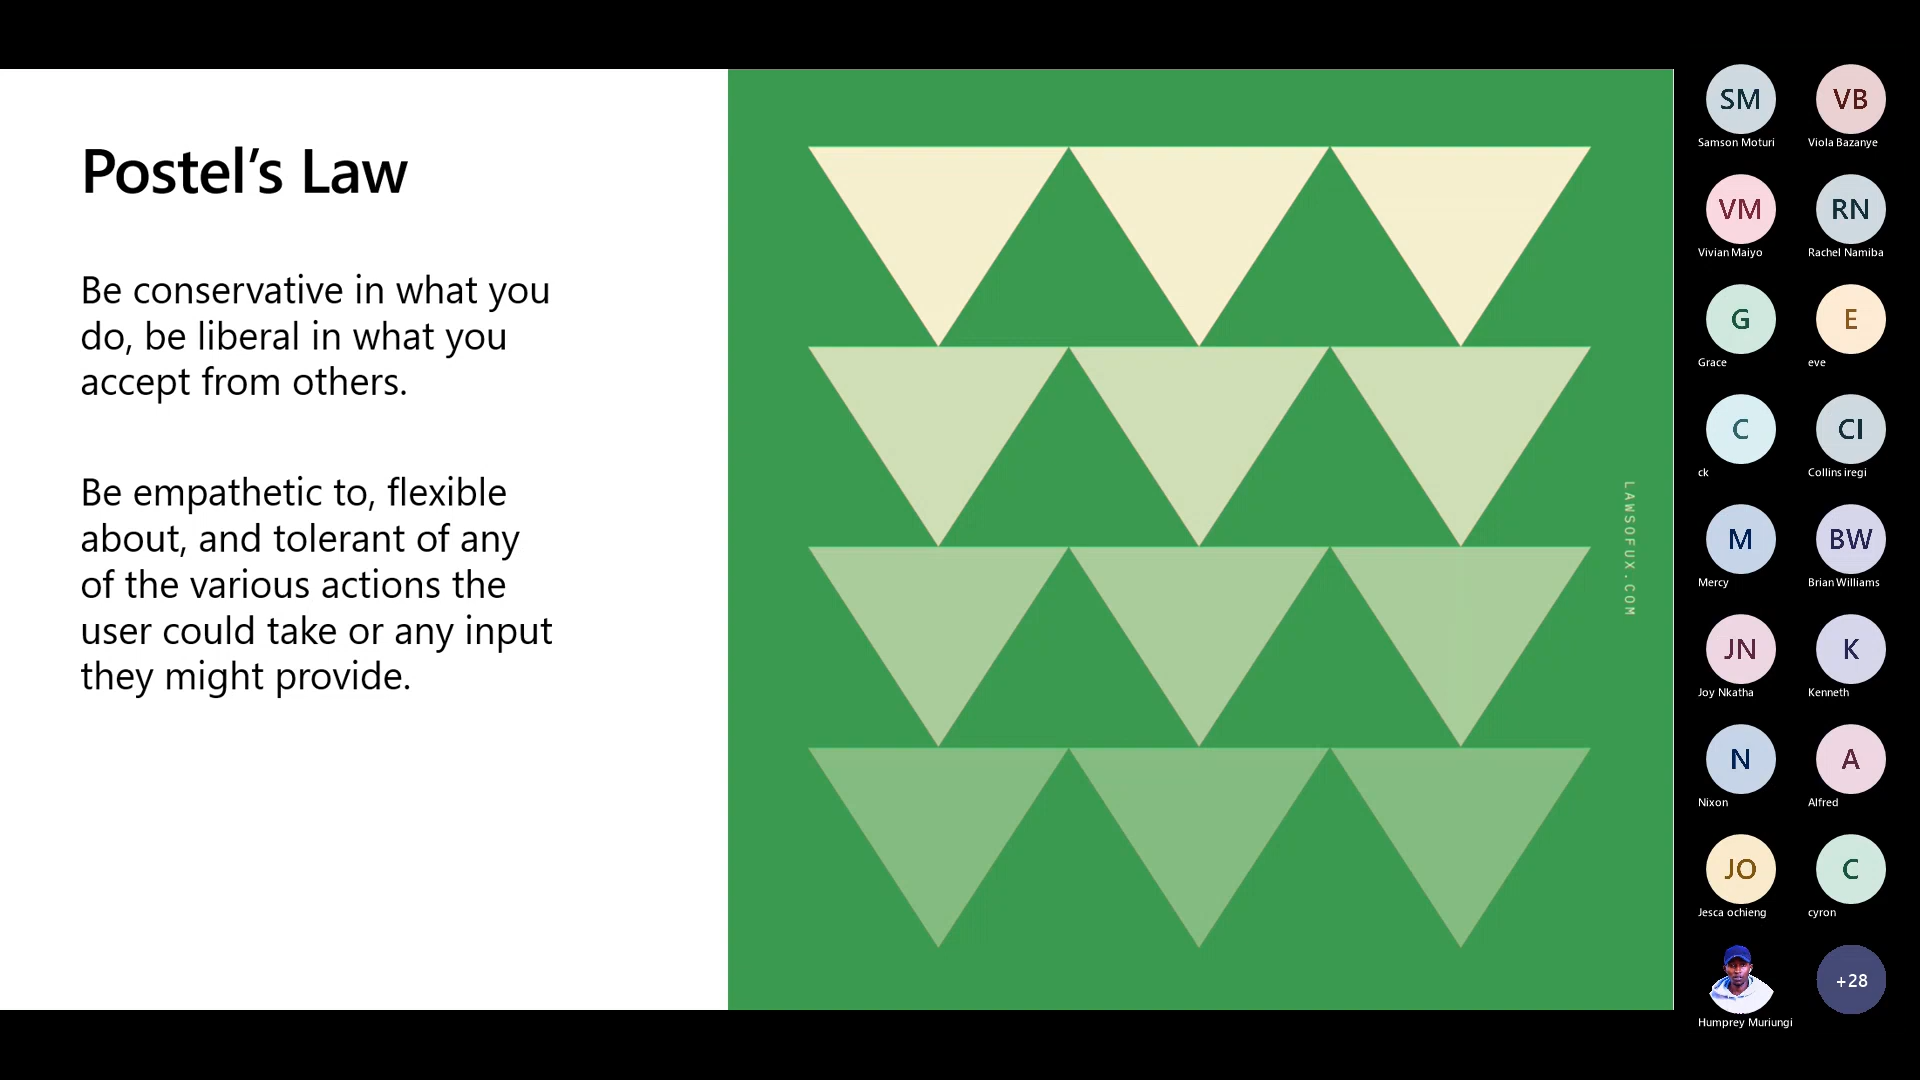 Postel’s Law
Be conservative in what you
do, be liberal in what you
accept from others.
Be empathetic to, flexible
about, and tolerant of any
of the various actions the
user could take or any input
they might provide.
LAWSOFUX.COM
SM
VB
Samson Moturi
Viola Bazanye
VM
RN
Vivian Maiyo
Rachel Namiba
G
E
Grace
eve
C
CI
ck
Collins iregi
M
BW
Mercy
Brian Williams
JN
K
Joy Nkatha
Kenneth
N
A
Nixon
Alfred
JO
C
Jesca ochieng
cyron
+28
Humprey Muriungi